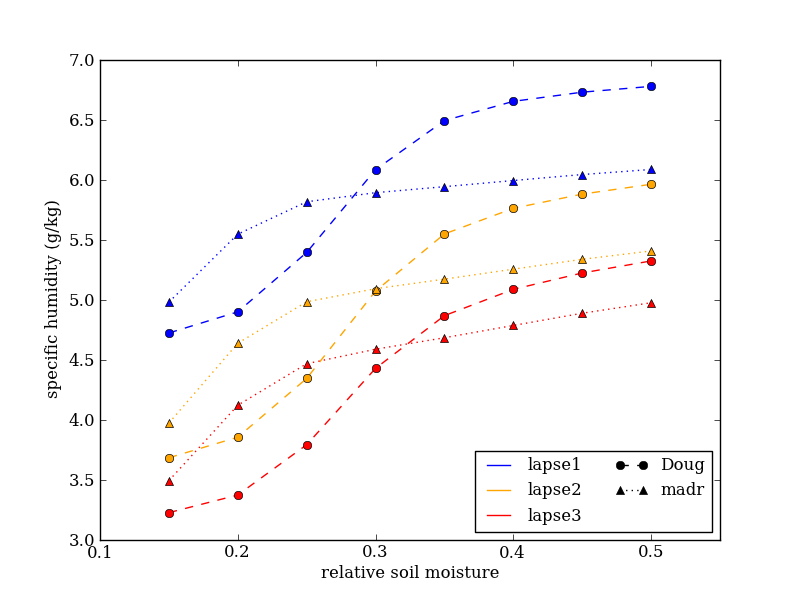 7.0
6.5
6.0
5.5
5.0
4.5
4.0
3.5
3.0
specific humidity (g/kg)
lapse1 Doug
lapse2 madr
lapse3
0.1 0.2 0.3 0.4 0.5
relative soil moisture